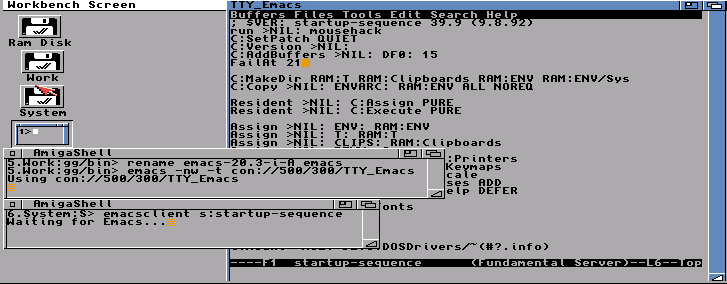 Workbench Screen
Ram Disk
Work
System
1>
TTY_Emacs
Buffers Files Tools Edit Search Help
; $VER: startup-sequence 39.9 (9.8.92)
run >NIL: mousehack
C:SetPatch QUIET
C:Version >NIL:
C:AddBuffers >NIL: DF0: 15
FailAt 21
C:MakeDir RAM:T RAM:Clipboards RAM:ENV RAM:ENV/Sys
C:Copy >NIL: ENVARC: RAM:ENV ALL NOREQ
Resident >NIL: C:Assign PURE
Resident >NIL: C:Execute PURE
Assign >NIL: ENV: RAM:ENV
Assign >NIL: T: RAM:T
Assign >NIL: CLIPS: RAM:Clipboards
:Printers
Keymaps
cale
ses ADD
elp DEFER
onts
DOSDrivers/~(#?.info)
----F1 startup-sequence (Fundamental Server)--L6--Top
AmigaShell
5.Work:gg/bin> rename emacs-20.3-i-A emacs
5.Work:gg/bin> emacs -nw -t con://500/300/TTY_Emacs
Using con://500/300/TTY_Emacs
AmigaShell
6.System:S> emacsclient s:startup-sequence
Waiting for Emacs...